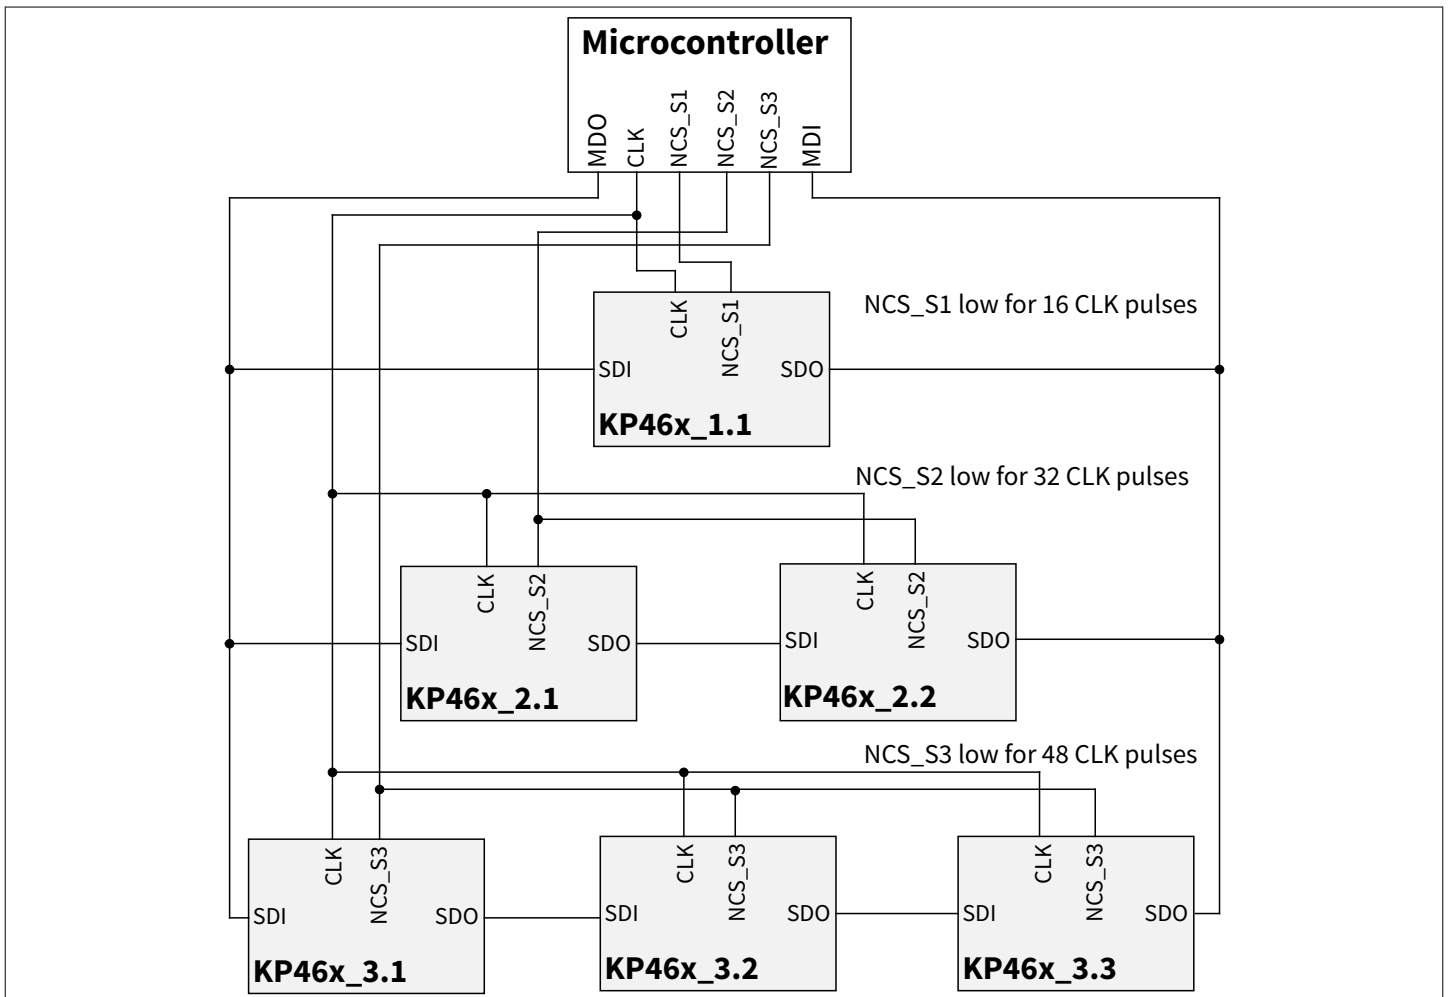 Microcontroller
MDO
CLK
NCS_S1
NCS_S2
NCS_S3
MDI
CLK
NCS_S1
NCS_S1 low for 16 CLK pulses
SDI
SDO
KP46x_1.1
NCS_S2 low for 32 CLK pulses
CLK
NCS_S2
SDI
SDO
KP46x_2.1
CLK
NCS_S2
SDI
SDO
KP46x_2.2
NCS_S3 low for 48 CLK pulses
CLK
NCS_S3
SDI
SDO
KP46x_3.1
CLK
NCS_S3
SDI
SDO
KP46x_3.2
CLK
NCS_S3
SDI
SDO
KP46x_3.3